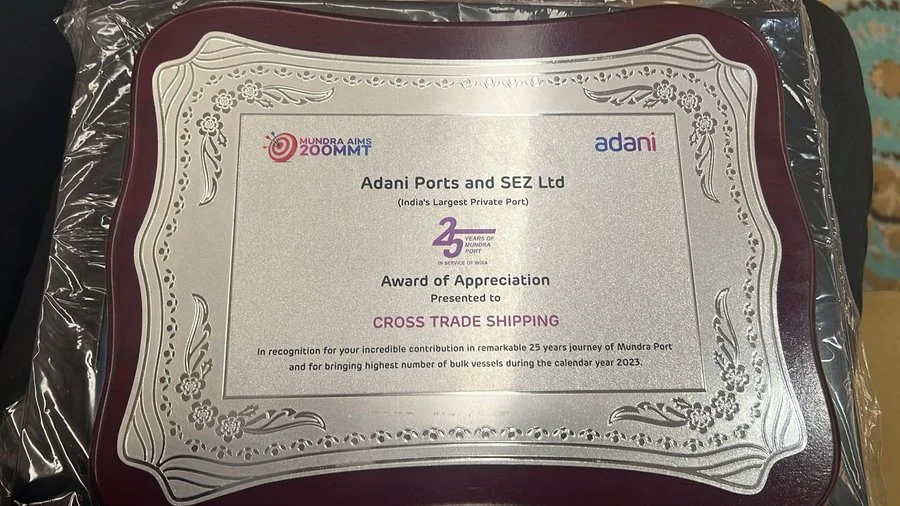 MUNDRA AIMS
200MMT
adani
Adani Ports and SEZ Ltd
(India's Largest Private Port)
25 YEARS OF
MUNDRA
PORT
IN SERVICE OF INDIA
Award of Appreciation
Presented to
CROSS TRADE SHIPPING
In recognition for your incredible contribution in remarkable 25 years journey of Mundra Port
and for bringing highest number of bulk vessels during the calendar year 2023.